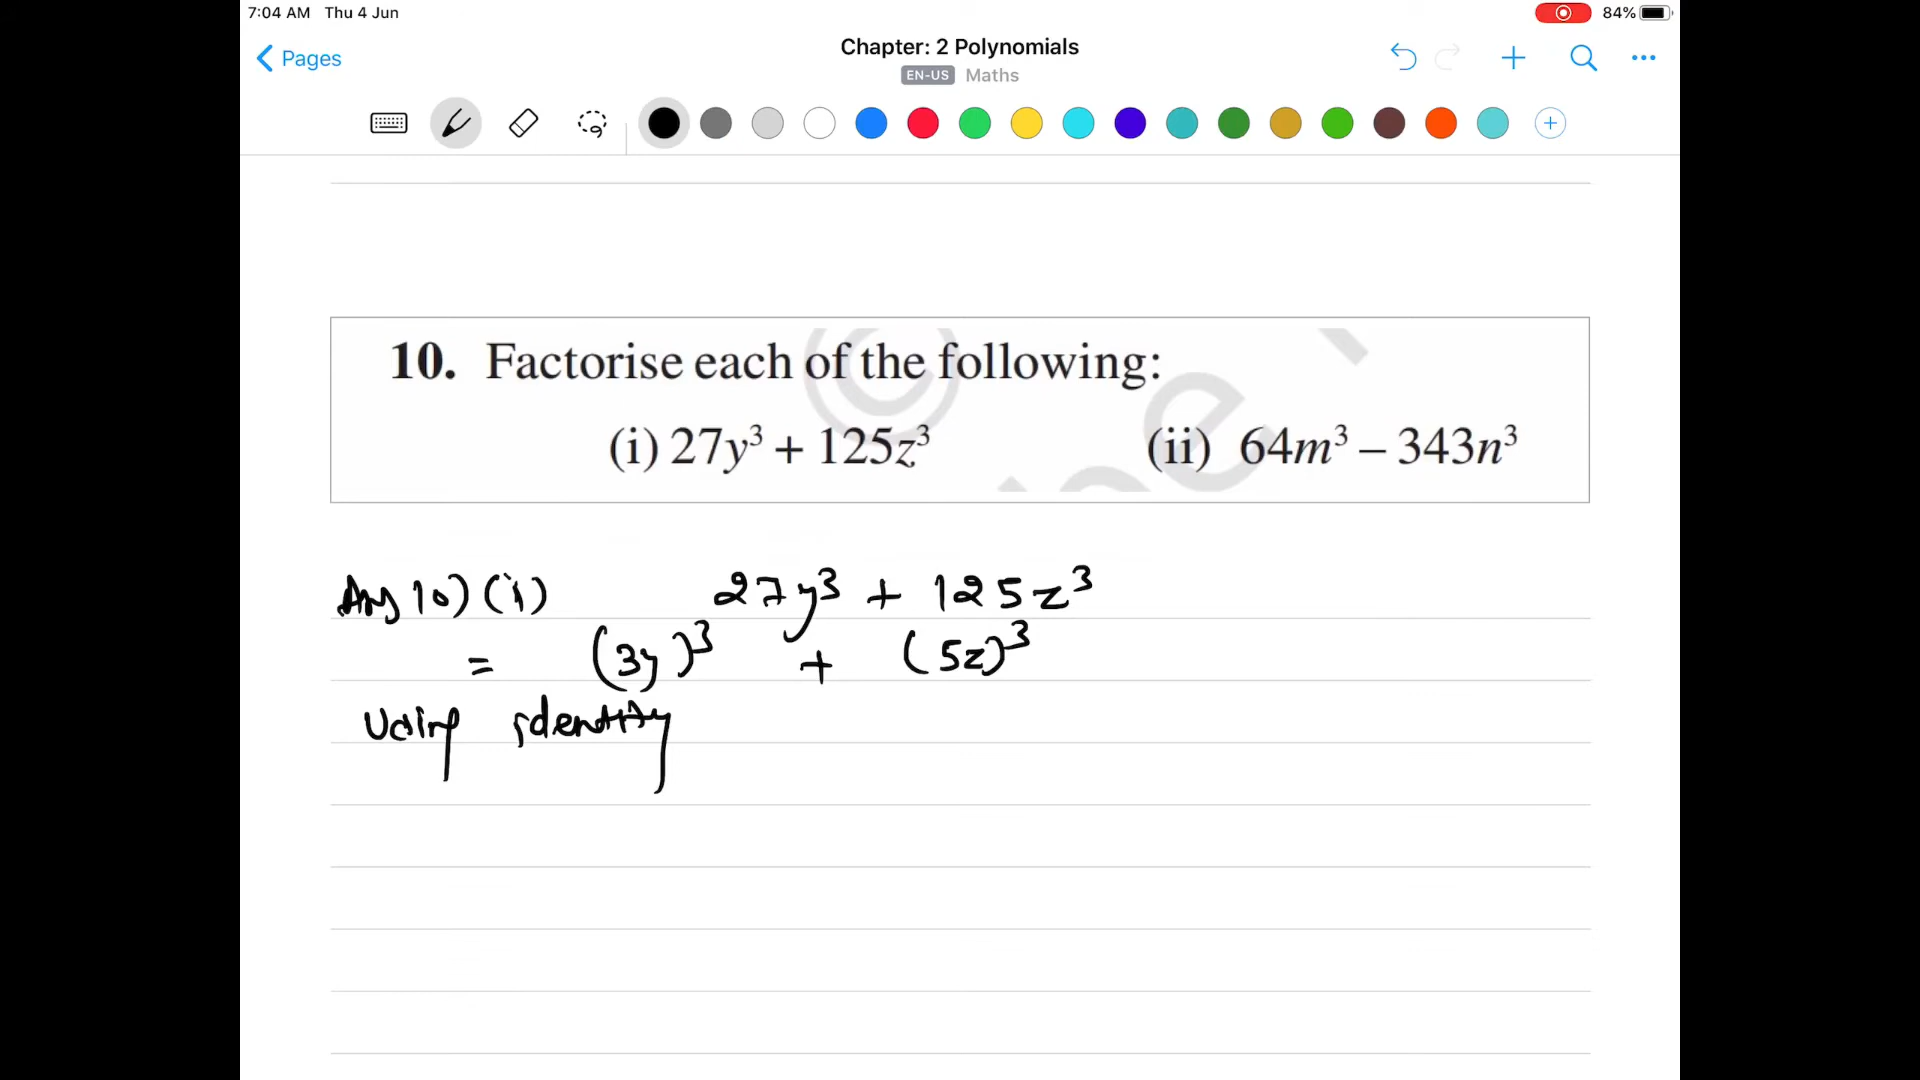 7:04 AM Thu 4 Jun 84%
Pages
Chapter: 2 Polynomials
EN-US Maths
10. Factorise each of the following:
(i) 27y³ + 125z³ (ii) 64m³ – 343n³
Ans 10) (i) 27y³ + 125z³
= (3y)³ + (5z)³
Using identity